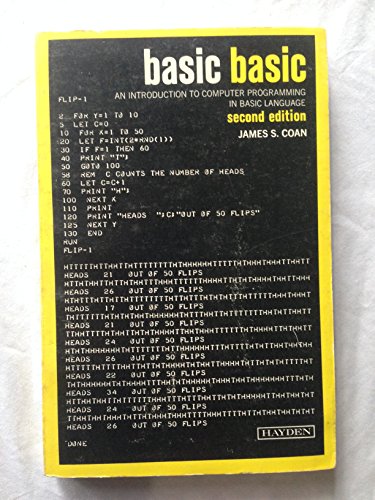 basic basic
AN INTRODUCTION TO COMPUTER PROGRAMMING
IN BASIC LANGUAGE
second edition
JAMES S. COAN
FLIP-1
2 FOR Y=1 TO 10
5 LET C=0
10 FOR X=1 TO 50
20 LET F=INT(2*RND(1))
30 IF F=1 THEN 60
40 PRINT "T";
50 GOTO 100
58 REM C COUNTS THE NUMBER OF HEADS
60 LET C=C+1
70 PRINT "H";
100 NEXT X
110 PRINT
120 PRINT "HEADS ";C;"OUT OF 50 FLIPS"
125 NEXT Y
130 END
RUN
FLIP-1
HEADS 21 OUT OF 50 FLIPS
HEADS 26 OUT OF 50 FLIPS
HEADS 17 OUT OF 50 FLIPS
HEADS 21 OUT OF 50 FLIPS
HEADS 24 OUT OF 50 FLIPS
HEADS 26 OUT OF 50 FLIPS
HEADS 22 OUT OF 50 FLIPS
HEADS 34 OUT OF 50 FLIPS
HEADS 24 OUT OF 50 FLIPS
HEADS 26 OUT OF 50 FLIPS
DONE
HAYDEN